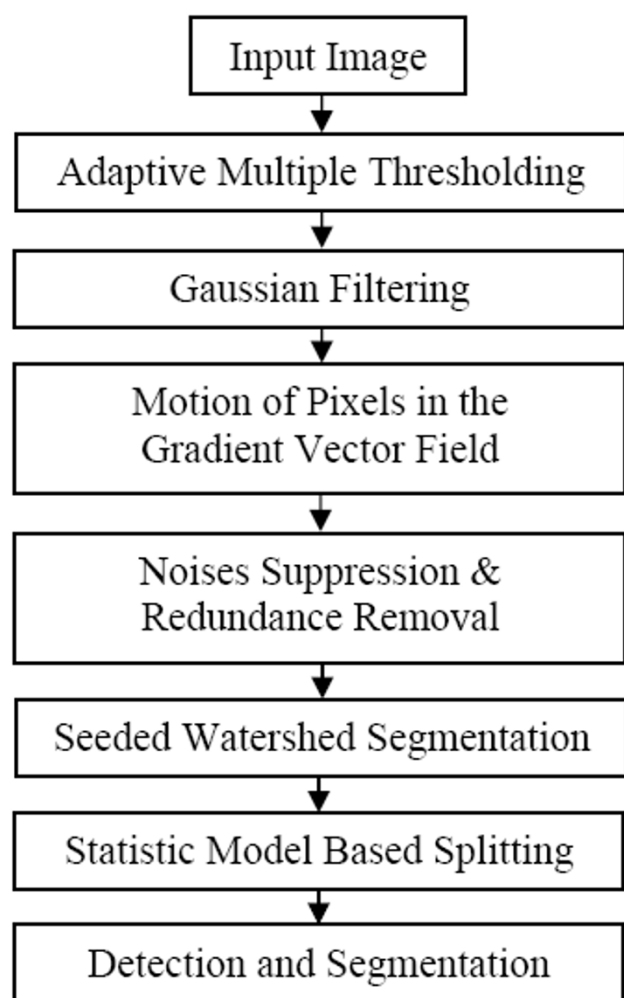 Input Image
Adaptive Multiple Thresholding
Gaussian Filtering
Motion of Pixels in the
Gradient Vector Field
Noises Suppression &
Redundance Removal
Seeded Watershed Segmentation
Statistic Model Based Splitting
Detection and Segmentation